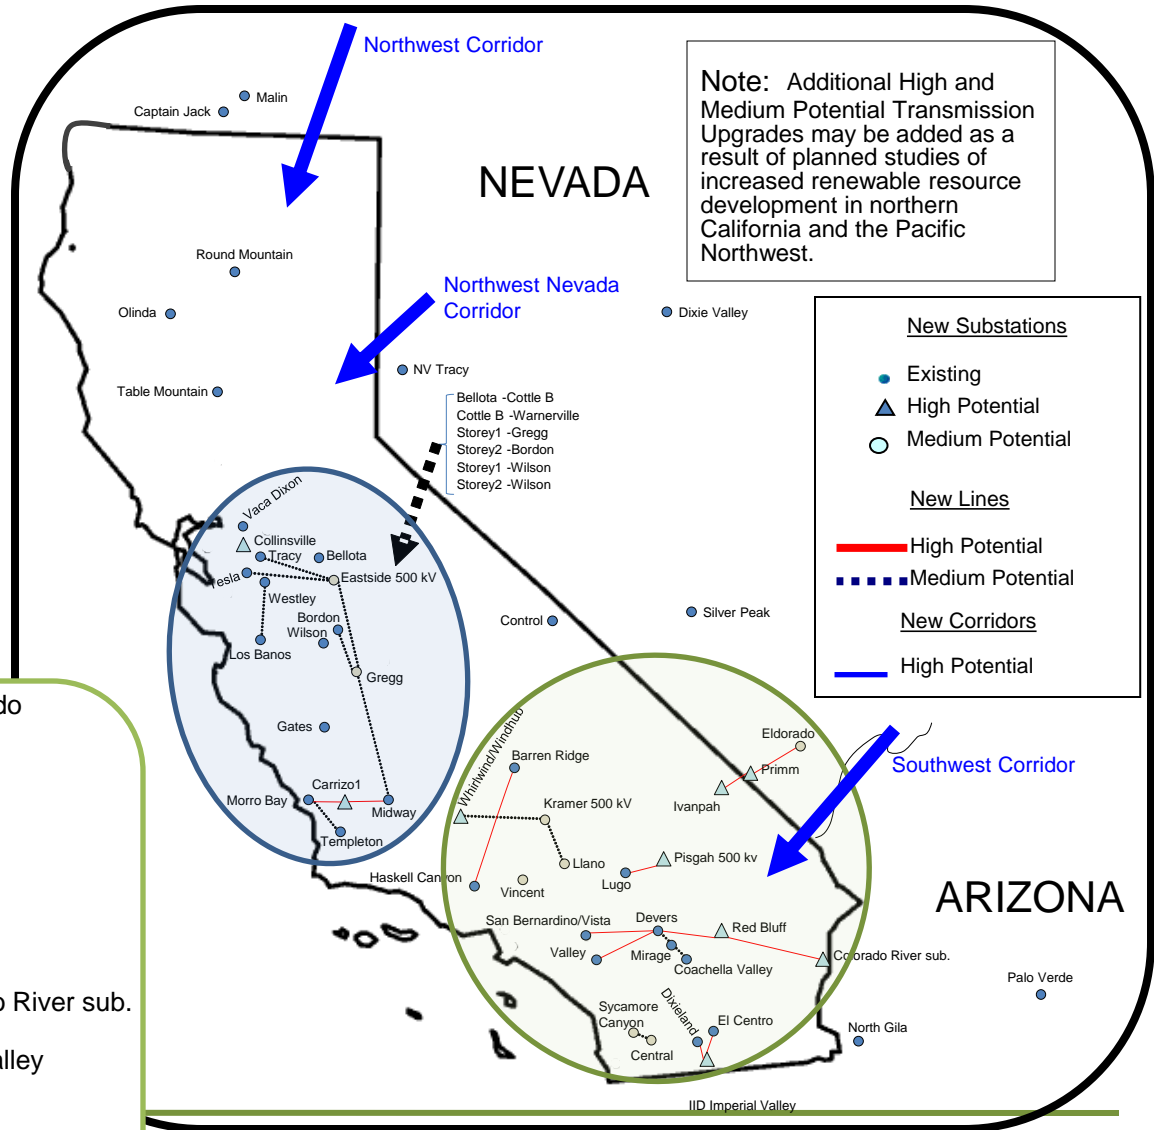 Northwest Corridor
Note: Additional High and
Medium Potential Transmission
Upgrades may be added as a
result of planned studies of
increased renewable resource
development in northern
California and the Pacific
Northwest.
Malin
Captain Jack
NEVADA
Round Mountain
Northwest Nevada
Corridor
Olinda
Dixie Valley
New Substations
Existing
High Potential
Medium Potential
New Lines
High Potential
Medium Potential
New Corridors
High Potential
NV Tracy
Table Mountain
Bellota -Cottle B
Cottle B -Warnerville
Storey1 -Gregg
Storey2 -Bordon
Storey1 -Wilson
Storey2 -Wilson
Vaca Dixon
Collinsville
Tracy
Bellota
Tesla
Eastside 500 kV
Westley
Bordon
Wilson
Los Banos
Gregg
Control
Silver Peak
Gates
Carrizo1
Morro Bay
Midway
Templeton
do
Whirlwind/Windhub
Barren Ridge
Eldorado
Primm
Ivanpah
Southwest Corridor
Kramer 500 kV
Llano
Pisgah 500 kv
Lugo
Haskell Canyon
Vincent
ARIZONA
San Bernardino/Vista
Devers
Red Bluff
Valley
Mirage
Coachella Valley
Colorado River sub.
Palo Verde
Sycamore
Canyon
Central
Dixieland
El Centro
North Gila
IID Imperial Valley
o River sub.
alley